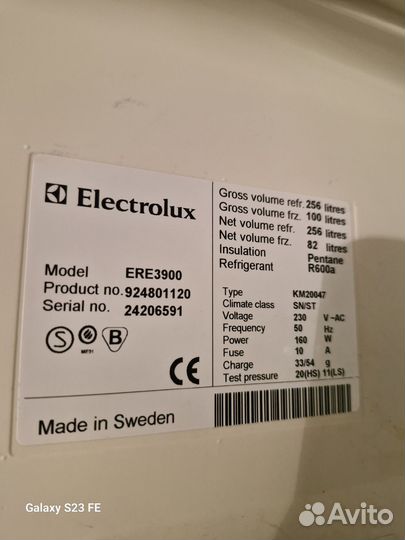 Electrolux
Model ERE3900
Product no. 924801120
Serial no. 24206591
S B
CE
Made in Sweden
Gross volume refr. 256 litres
Gross volume frz. 100 litres
Net volume refr. 256 litres
Net volume frz. 82 litres
Insulation Pentane
Refrigerant R600a
Type KM20047
Climate class SN/ST
Voltage 230 V~AC
Frequency 50 Hz
Power 160 W
Fuse 10 A
Charge 33/54 g
Test pressure 20(HS) 11(LS)
Galaxy S23 FE
Avito